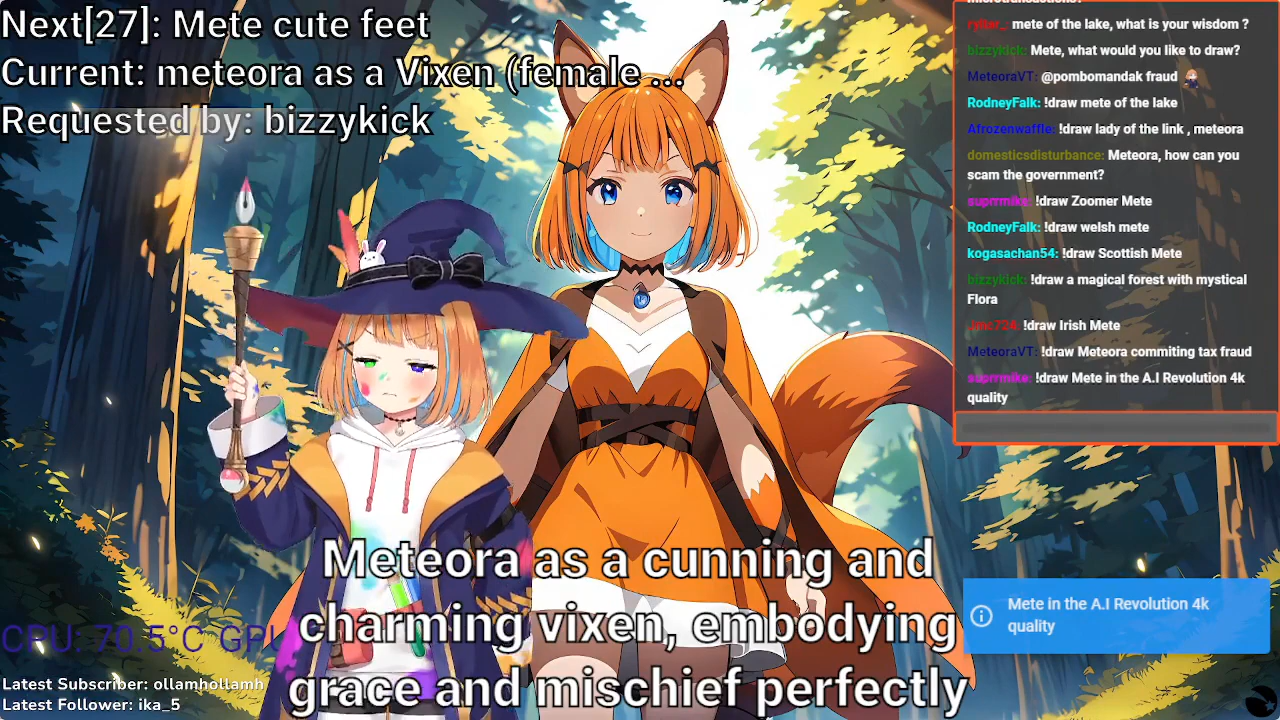 Next[27]: Mete cute feet
Current: meteora as a Vixen (female ...
Requested by: bizzykick
mete of the lake, what is your wisdom ?
bizzykick: Mete, what would you like to draw?
MeteoraVT: @pombomandak fraud
RodneyFalk: !draw mete of the lake
Afrozenwaffle: !draw lady of the link , meteora
domesticsdisturbance: Meteora, how can you
scam the government?
suprrmike: !draw Zoomer Mete
RodneyFalk: !draw welsh mete
kogasachan54: !draw Scottish Mete
bizzykick: !draw a magical forest with mystical
Flora
!draw Irish Mete
MeteoraVT: !draw Meteora commiting tax fraud
suprrmike: !draw Mete in the A.I Revolution 4k
quality
Meteora as a cunning and
charming vixen, embodying
grace and mischief perfectly
Mete in the A.I Revolution 4k
quality
CPU: 70.5°C GPU
Latest Subscriber: ollamhollamh
Latest Follower: ika_5